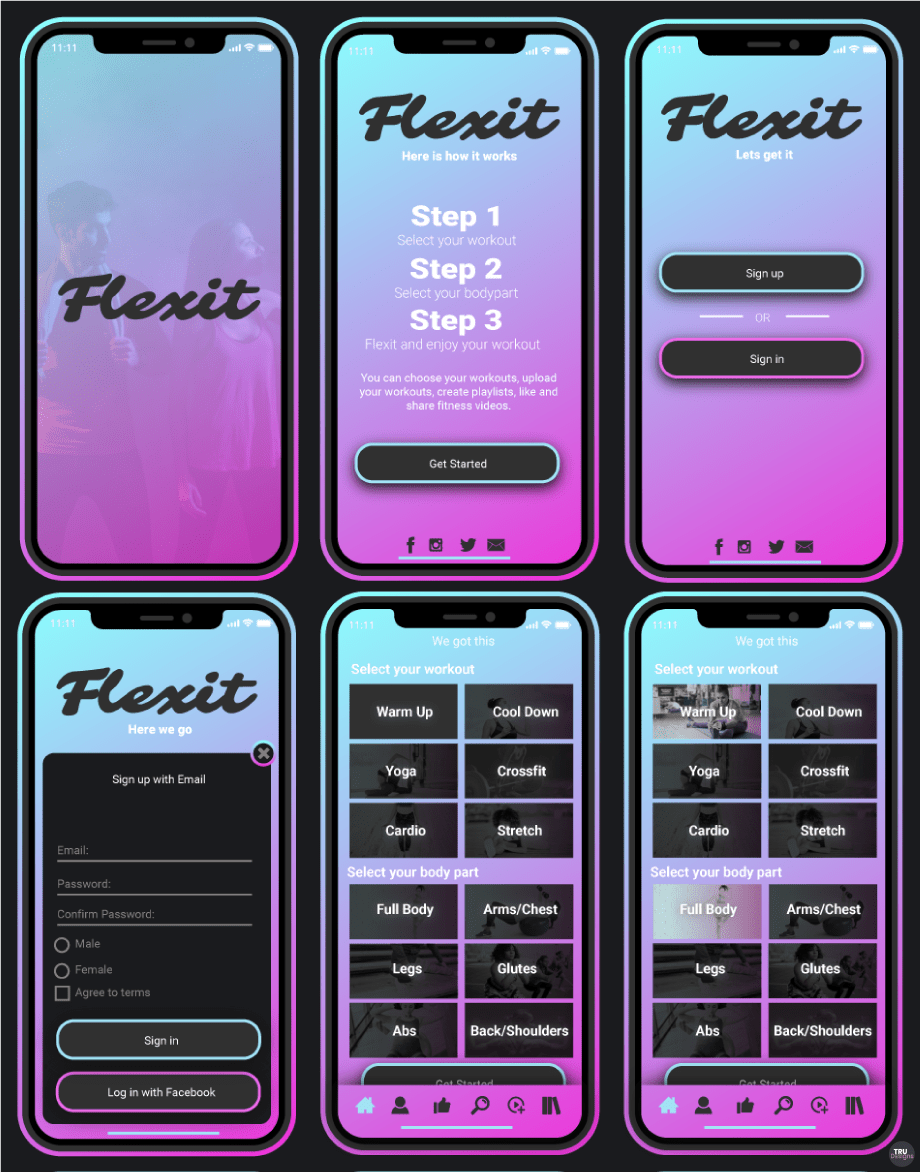 11:11
Flexit
11:11
Flexit
Here is how it works
Step 1
Select your workout
Step 2
Select your bodypart
Step 3
Flexit and enjoy your workout
You can choose your workouts, upload
your workouts, create playlists, like and
share fitness videos.
Get Started
11:11
Flexit
Lets get it
Sign up
OR
Sign in
11:11
Flexit
Here we go
Sign up with Email
Email:
Password:
Confirm Password:
Male
Female
Agree to terms
Sign in
Log in with Facebook
11:11
We got this
Select your workout
Warm Up
Cool Down
Yoga
Crossfit
Cardio
Stretch
Select your body part
Full Body
Arms/Chest
Legs
Glutes
Abs
Back/Shoulders
Get Started
11:11
We got this
Select your workout
Warm Up
Cool Down
Yoga
Crossfit
Cardio
Stretch
Select your body part
Full Body
Arms/Chest
Legs
Glutes
Abs
Back/Shoulders
Get Started
TRU